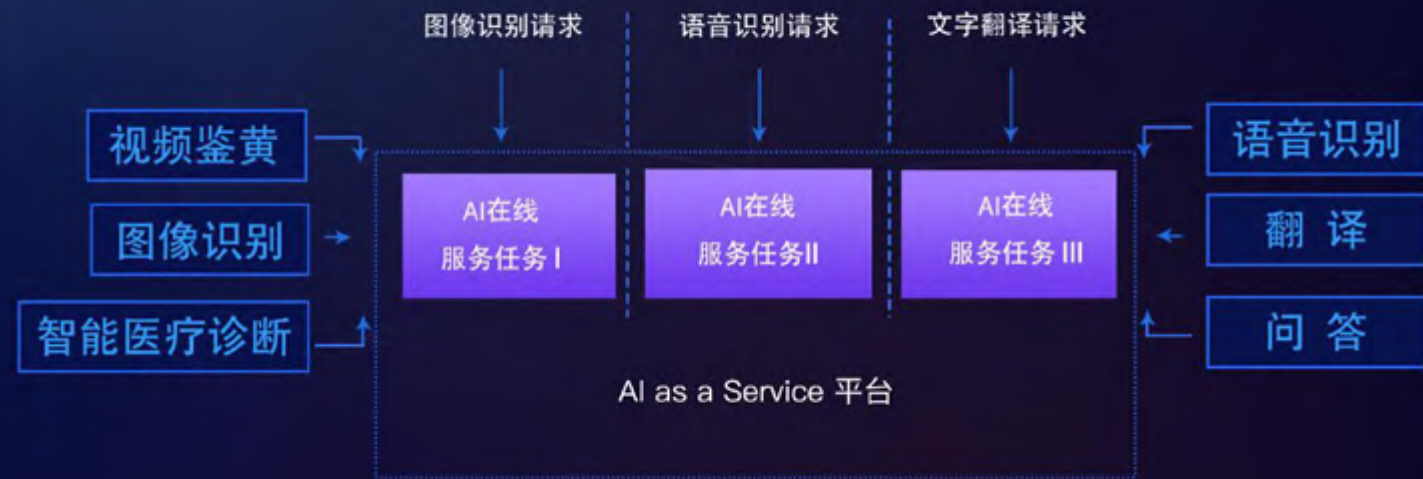 图像识别请求
语音识别请求
文字翻译请求
视频鉴黄
图像识别
智能医疗诊断
AI在线
服务任务 I
AI在线
服务任务II
AI在线
服务任务 III
语音识别
翻 译
问 答
AI as a Service 平台